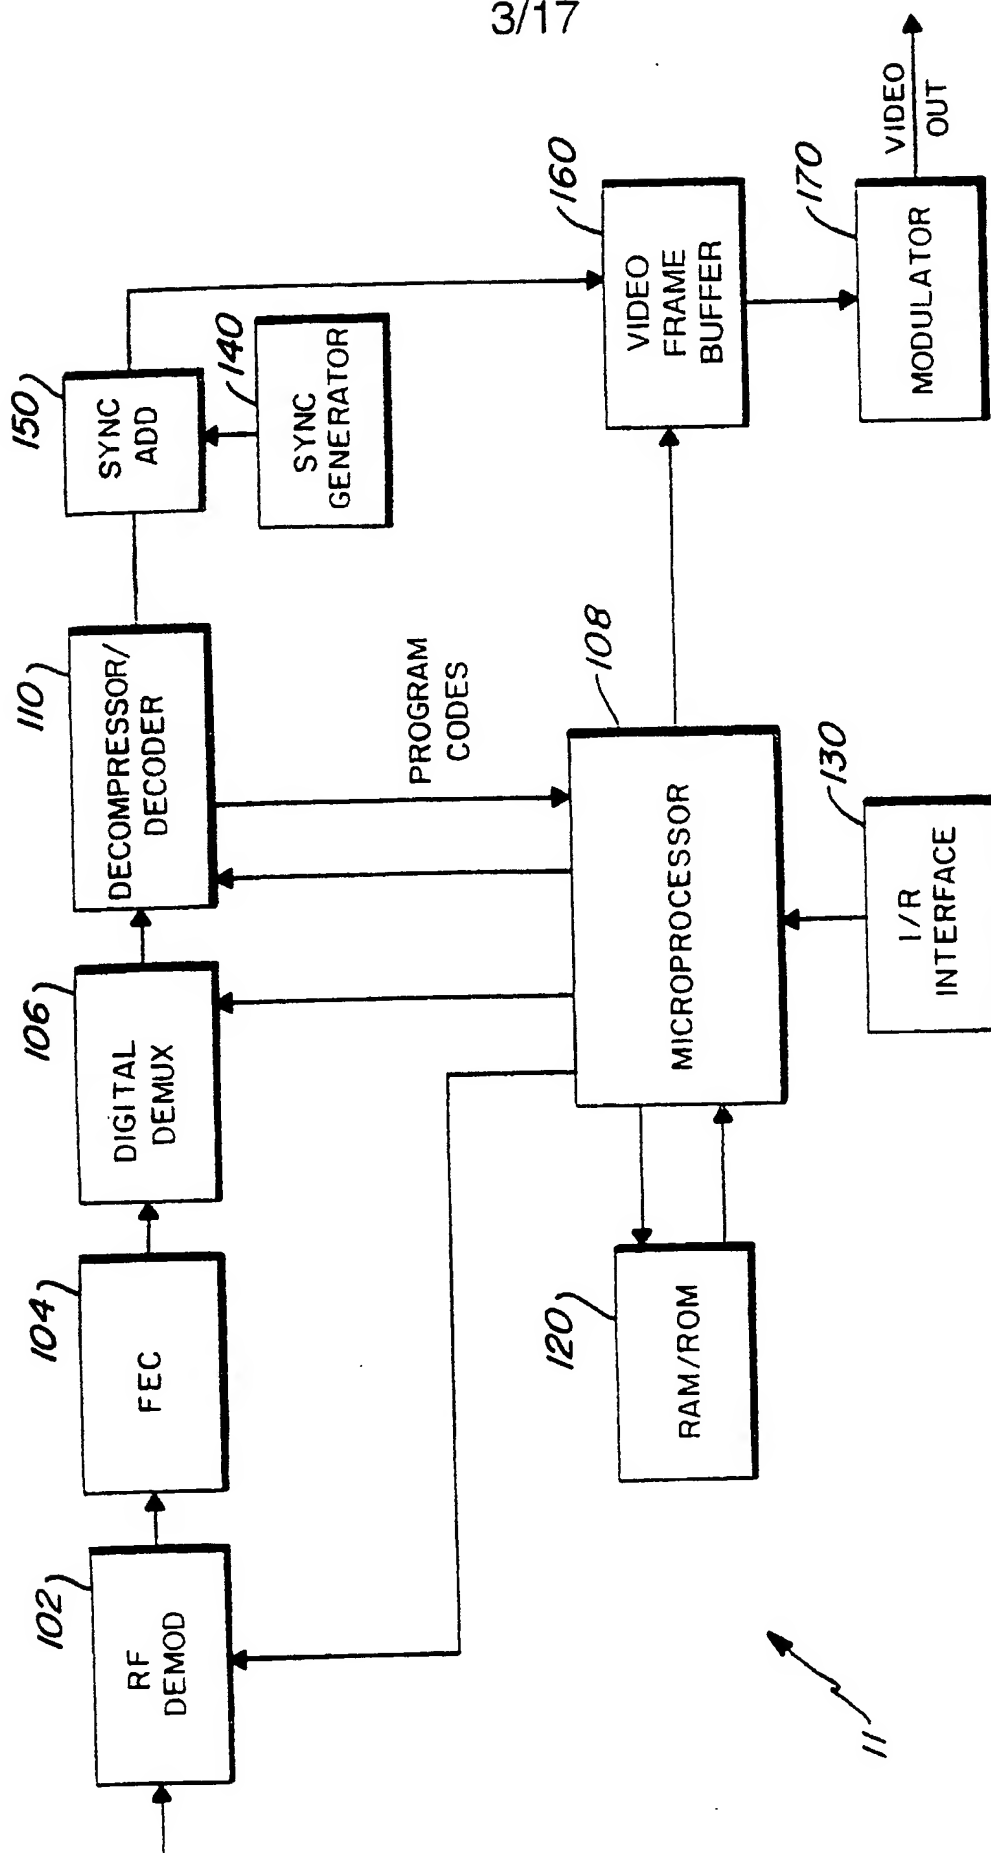 3/17
102
RF
DEMOD
104
FEC
106
DIGITAL
DEMUX
110
DECOMPRESSOR/
DECODER
150
SYNC
ADD
140
SYNC
GENERATOR
PROGRAM
CODES
120
RAM/ROM
108
MICROPROCESSOR
130
I/R
INTERFACE
160
VIDEO
FRAME
BUFFER
170
MODULATOR
VIDEO
OUT
11